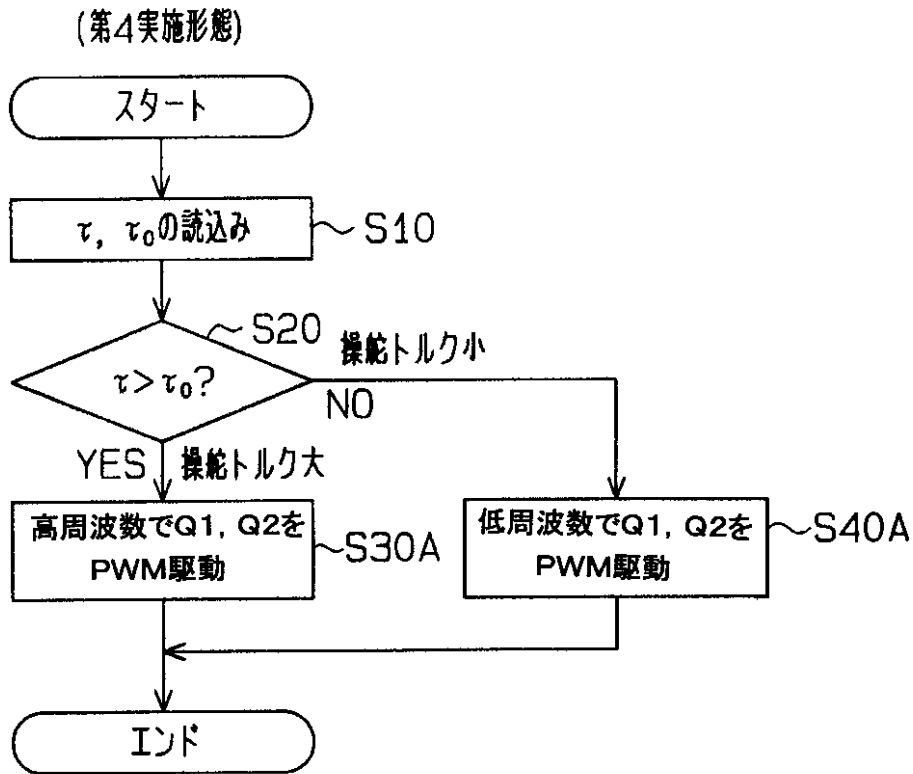 (第4実施形態)
スタート
τ, τ₀の読込み
S10
S20
τ>τ₀?
操舵トルク小
NO
YES
操舵トルク大
高周波数でQ1, Q2を
PWM駆動
S30A
低周波数でQ1, Q2を
PWM駆動
S40A
エンド